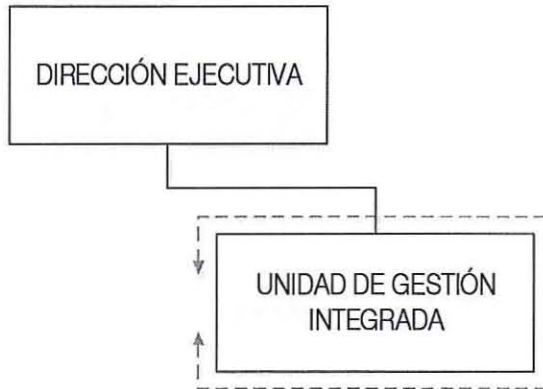 DIRECCIÓN EJECUTIVA
UNIDAD DE GESTIÓN
INTEGRADA